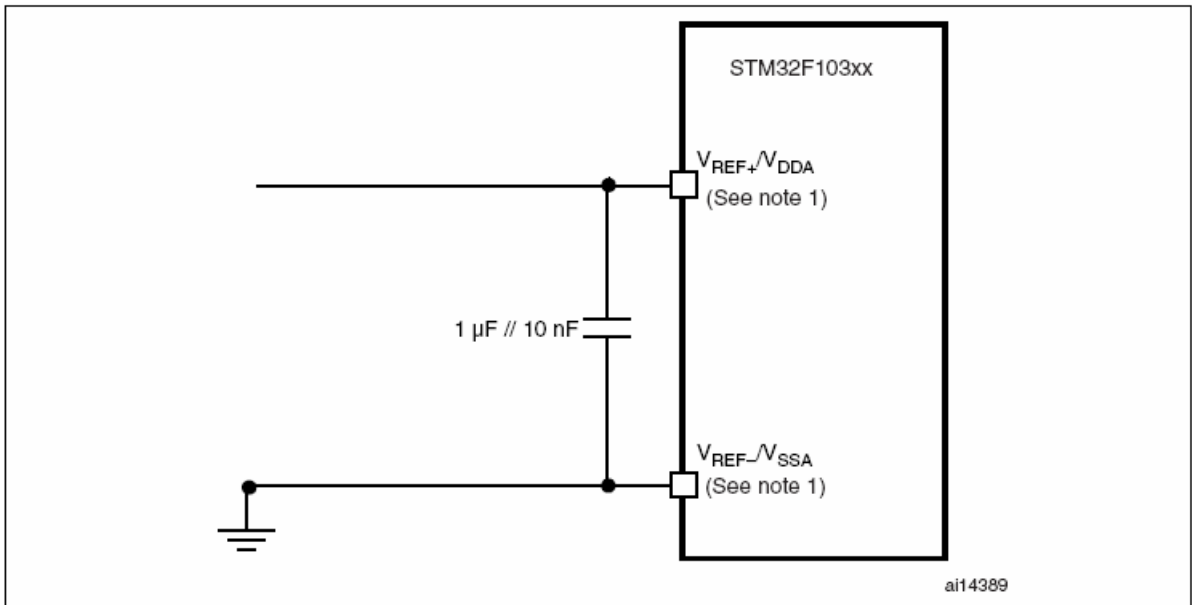 STM32F103xx
VREF+/VDDA
(See note 1)
1 µF // 10 nF
VREF–/VSSA
(See note 1)
ai14389